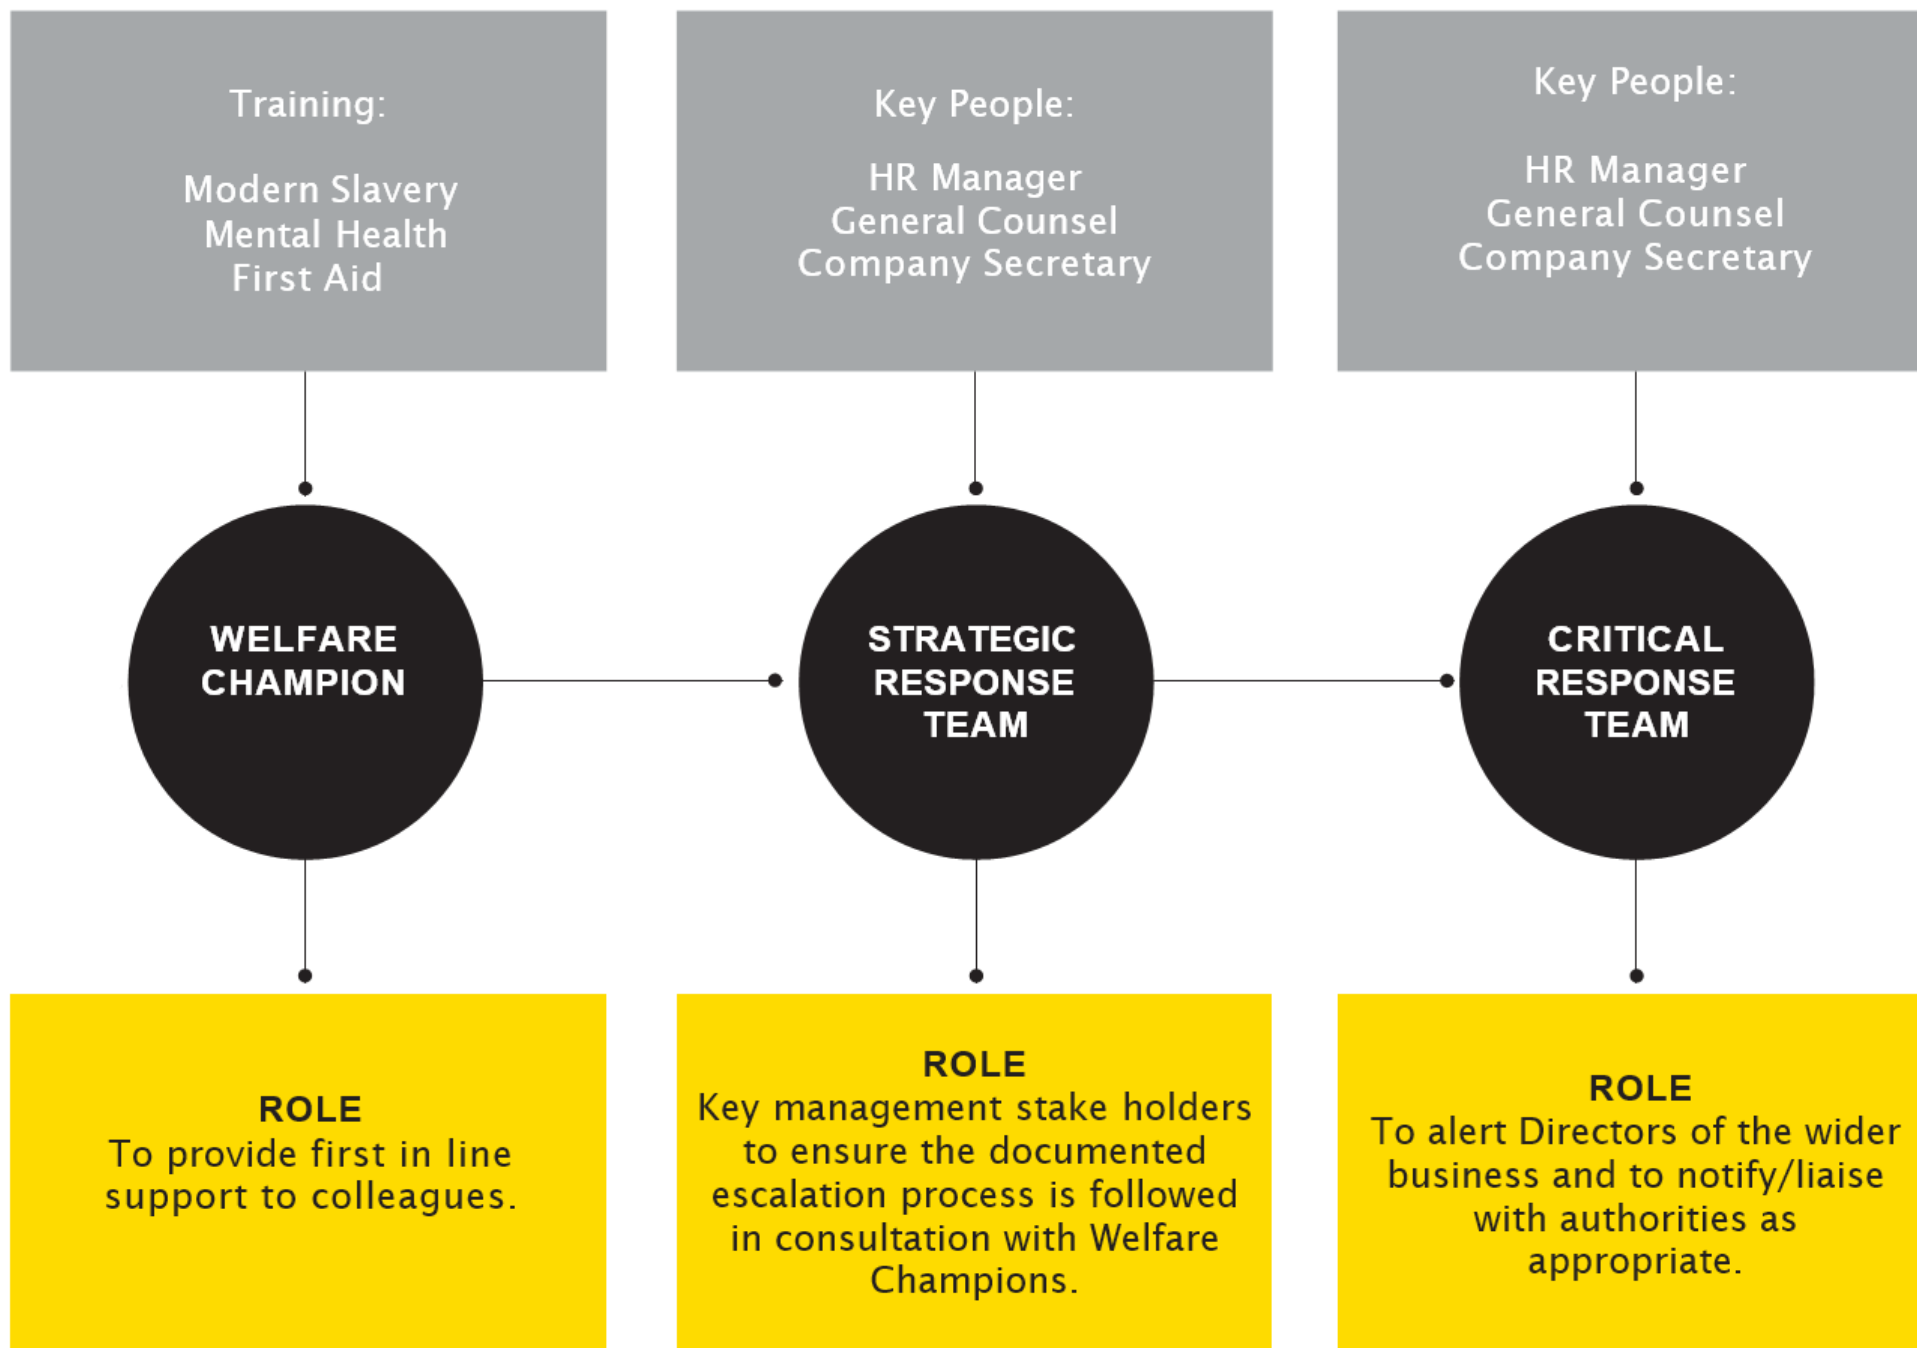 Training:
Modern Slavery
Mental Health
First Aid
Key People:
HR Manager
General Counsel
Company Secretary
Key People:
HR Manager
General Counsel
Company Secretary
WELFARE
CHAMPION
STRATEGIC
RESPONSE
TEAM
CRITICAL
RESPONSE
TEAM
ROLE
To provide first in line
support to colleagues.
ROLE
Key management stake holders
to ensure the documented
escalation process is followed
in consultation with Welfare
Champions.
ROLE
To alert Directors of the wider
business and to notify/liaise
with authorities as
appropriate.